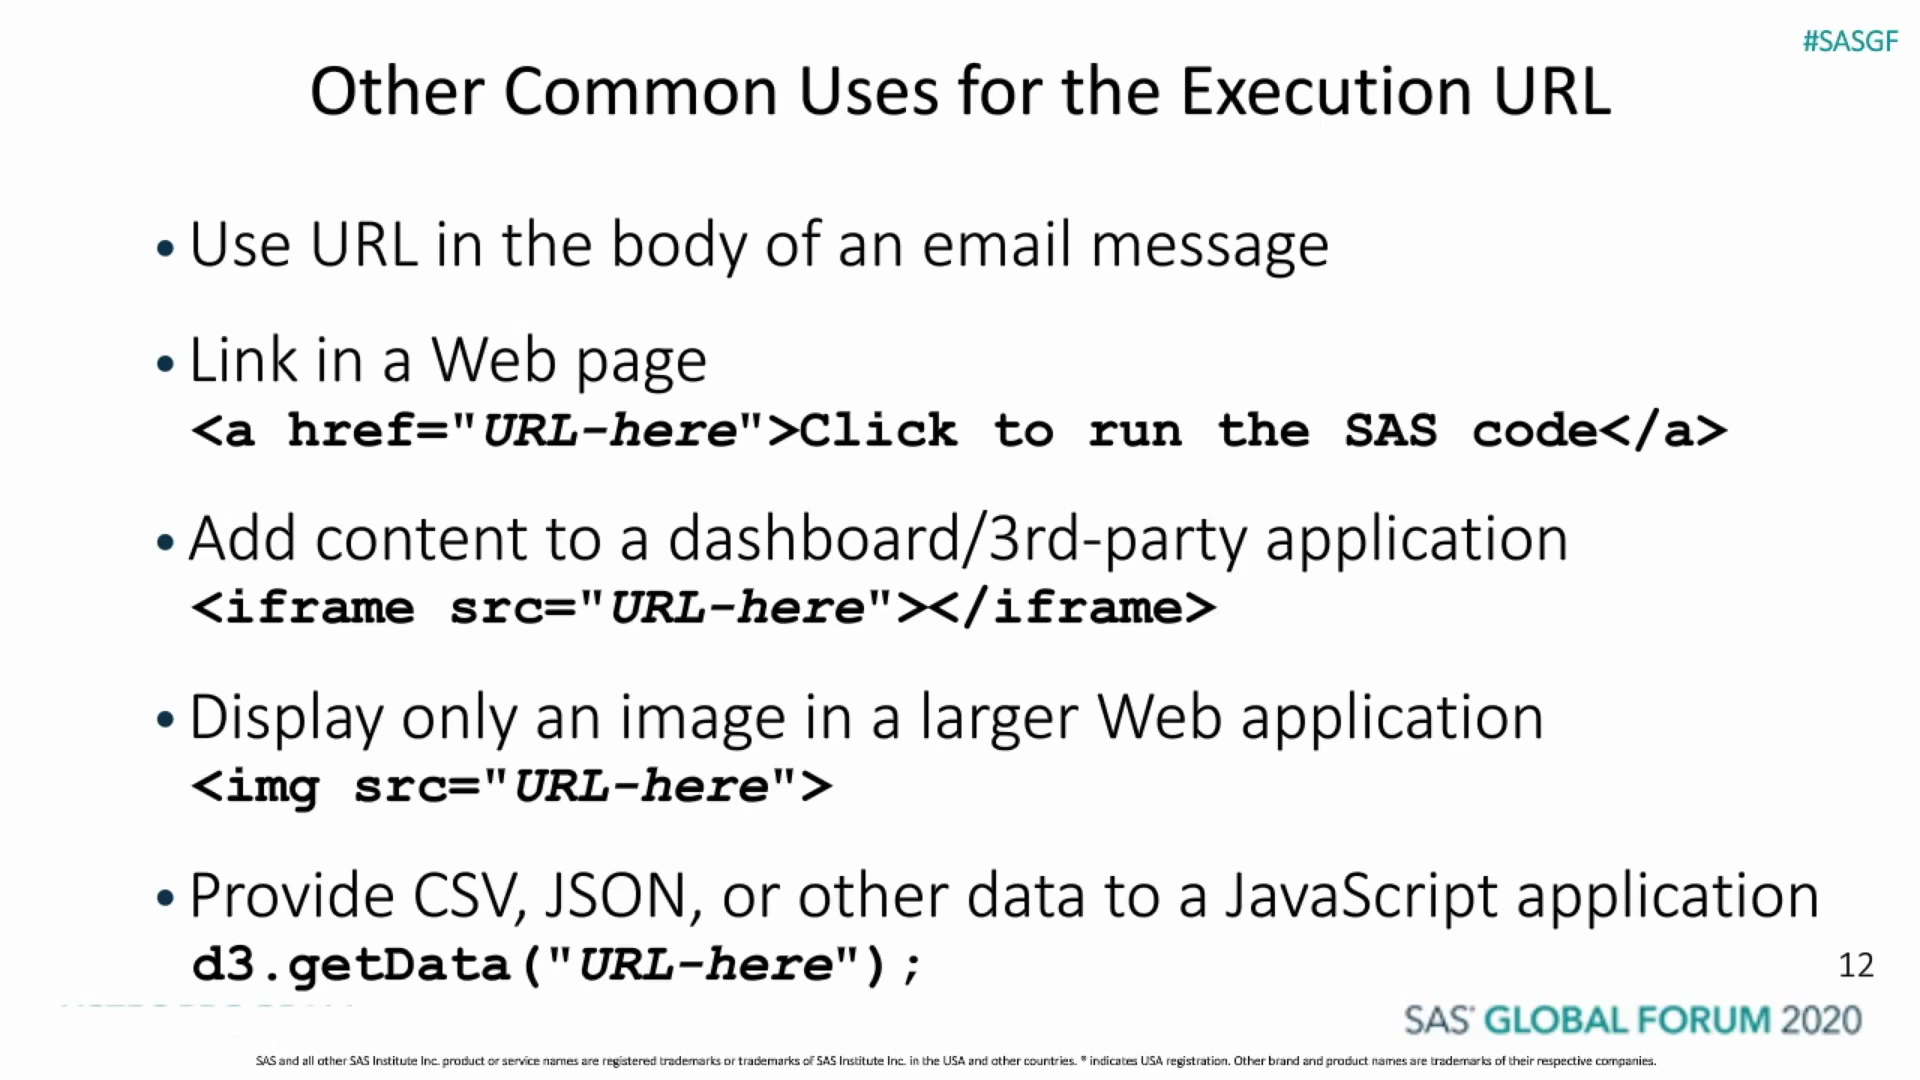 #SASGF
Other Common Uses for the Execution URL
• Use URL in the body of an email message
• Link in a Web page
<a href="URL-here">Click to run the SAS code</a>
• Add content to a dashboard/3rd-party application
<iframe src="URL-here"></iframe>
• Display only an image in a larger Web application
<img src="URL-here">
• Provide CSV, JSON, or other data to a JavaScript application
d3.getData("URL-here");
12
SAS® GLOBAL FORUM 2020
SAS and all other SAS Institute Inc. product or service names are registered trademarks or trademarks of SAS Institute Inc. in the USA and other countries. ® indicates USA registration. Other brand and product names are trademarks of their respective companies.